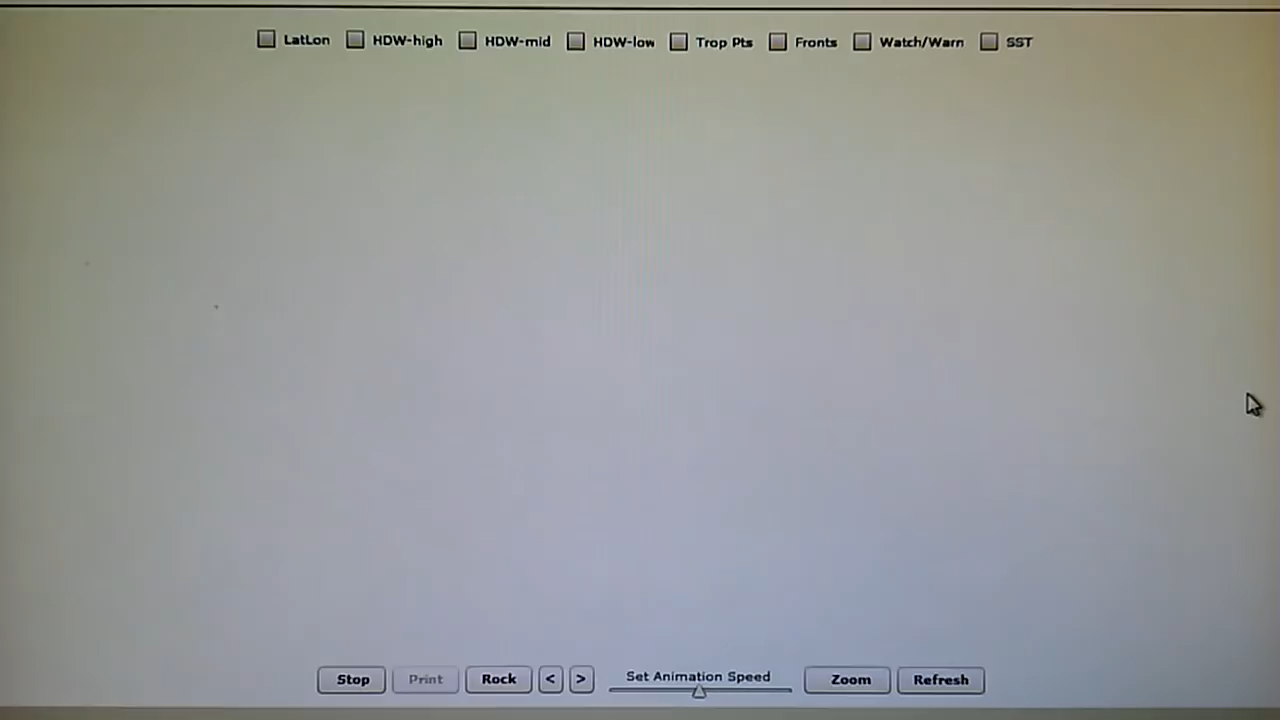 LatLon HDW-high HDW-mid HDW-low Trop Pts Fronts Watch/Warn SST
Stop Print Rock < > Set Animation Speed Zoom Refresh